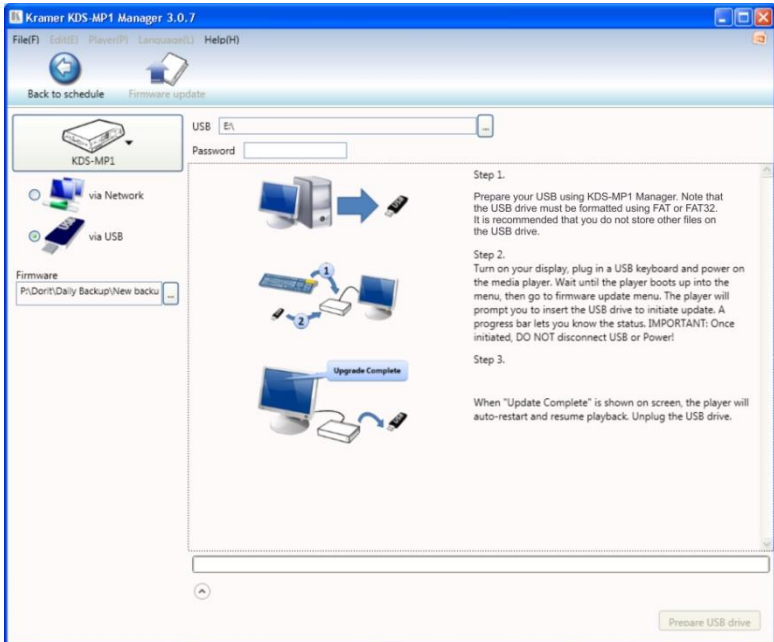 Kramer KDS-MP1 Manager 3.0.7
File(F) Edit(E) Player(P) Language(L) Help(H)
Back to schedule Firmware update
KDS-MP1
via Network
via USB
Firmware
P:\Dorit\Daily Backup\New backu ...
USB E:\ ...
Password
Step 1.
Prepare your USB using KDS-MP1 Manager. Note that
the USB drive must be formatted using FAT or FAT32.
It is recommended that you do not store other files on
the USB drive.
Step 2.
Turn on your display, plug in a USB keyboard and power on
the media player. Wait until the player boots up into the
menu, then go to firmware update menu. The player will
prompt you to insert the USB drive to initiate update. A
progress bar lets you know the status. IMPORTANT: Once
initiated, DO NOT disconnect USB or Power!
1
2
Step 3.
Upgrade Complete
When "Update Complete" is shown on screen, the player will
auto-restart and resume playback. Unplug the USB drive.
Prepare USB drive